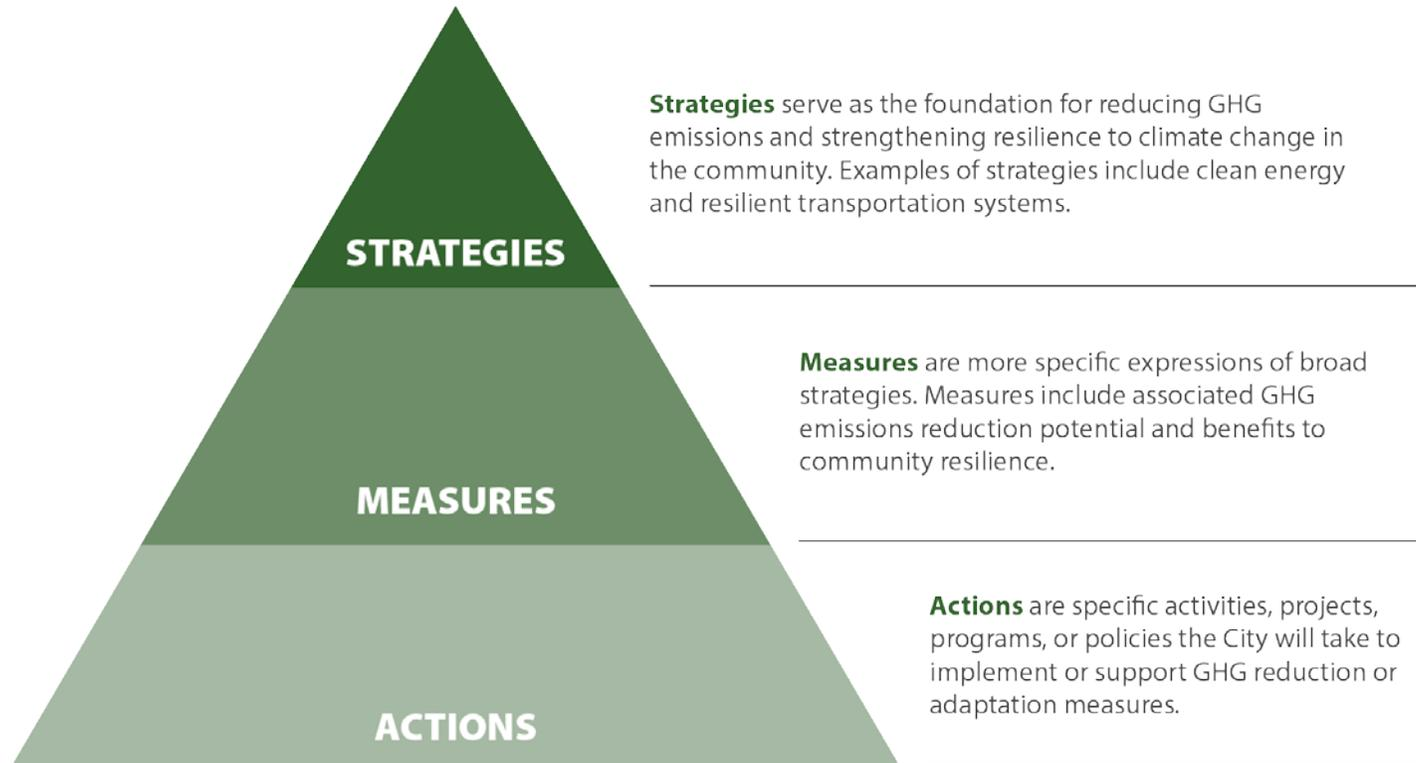 Strategies serve as the foundation for reducing GHG
emissions and strengthening resilience to climate change in
the community. Examples of strategies include clean energy
and resilient transportation systems.
STRATEGIES
Measures are more specific expressions of broad
strategies. Measures include associated GHG
emissions reduction potential and benefits to
community resilience.
MEASURES
Actions are specific activities, projects,
programs, or policies the City will take to
implement or support GHG reduction or
adaptation measures.
ACTIONS